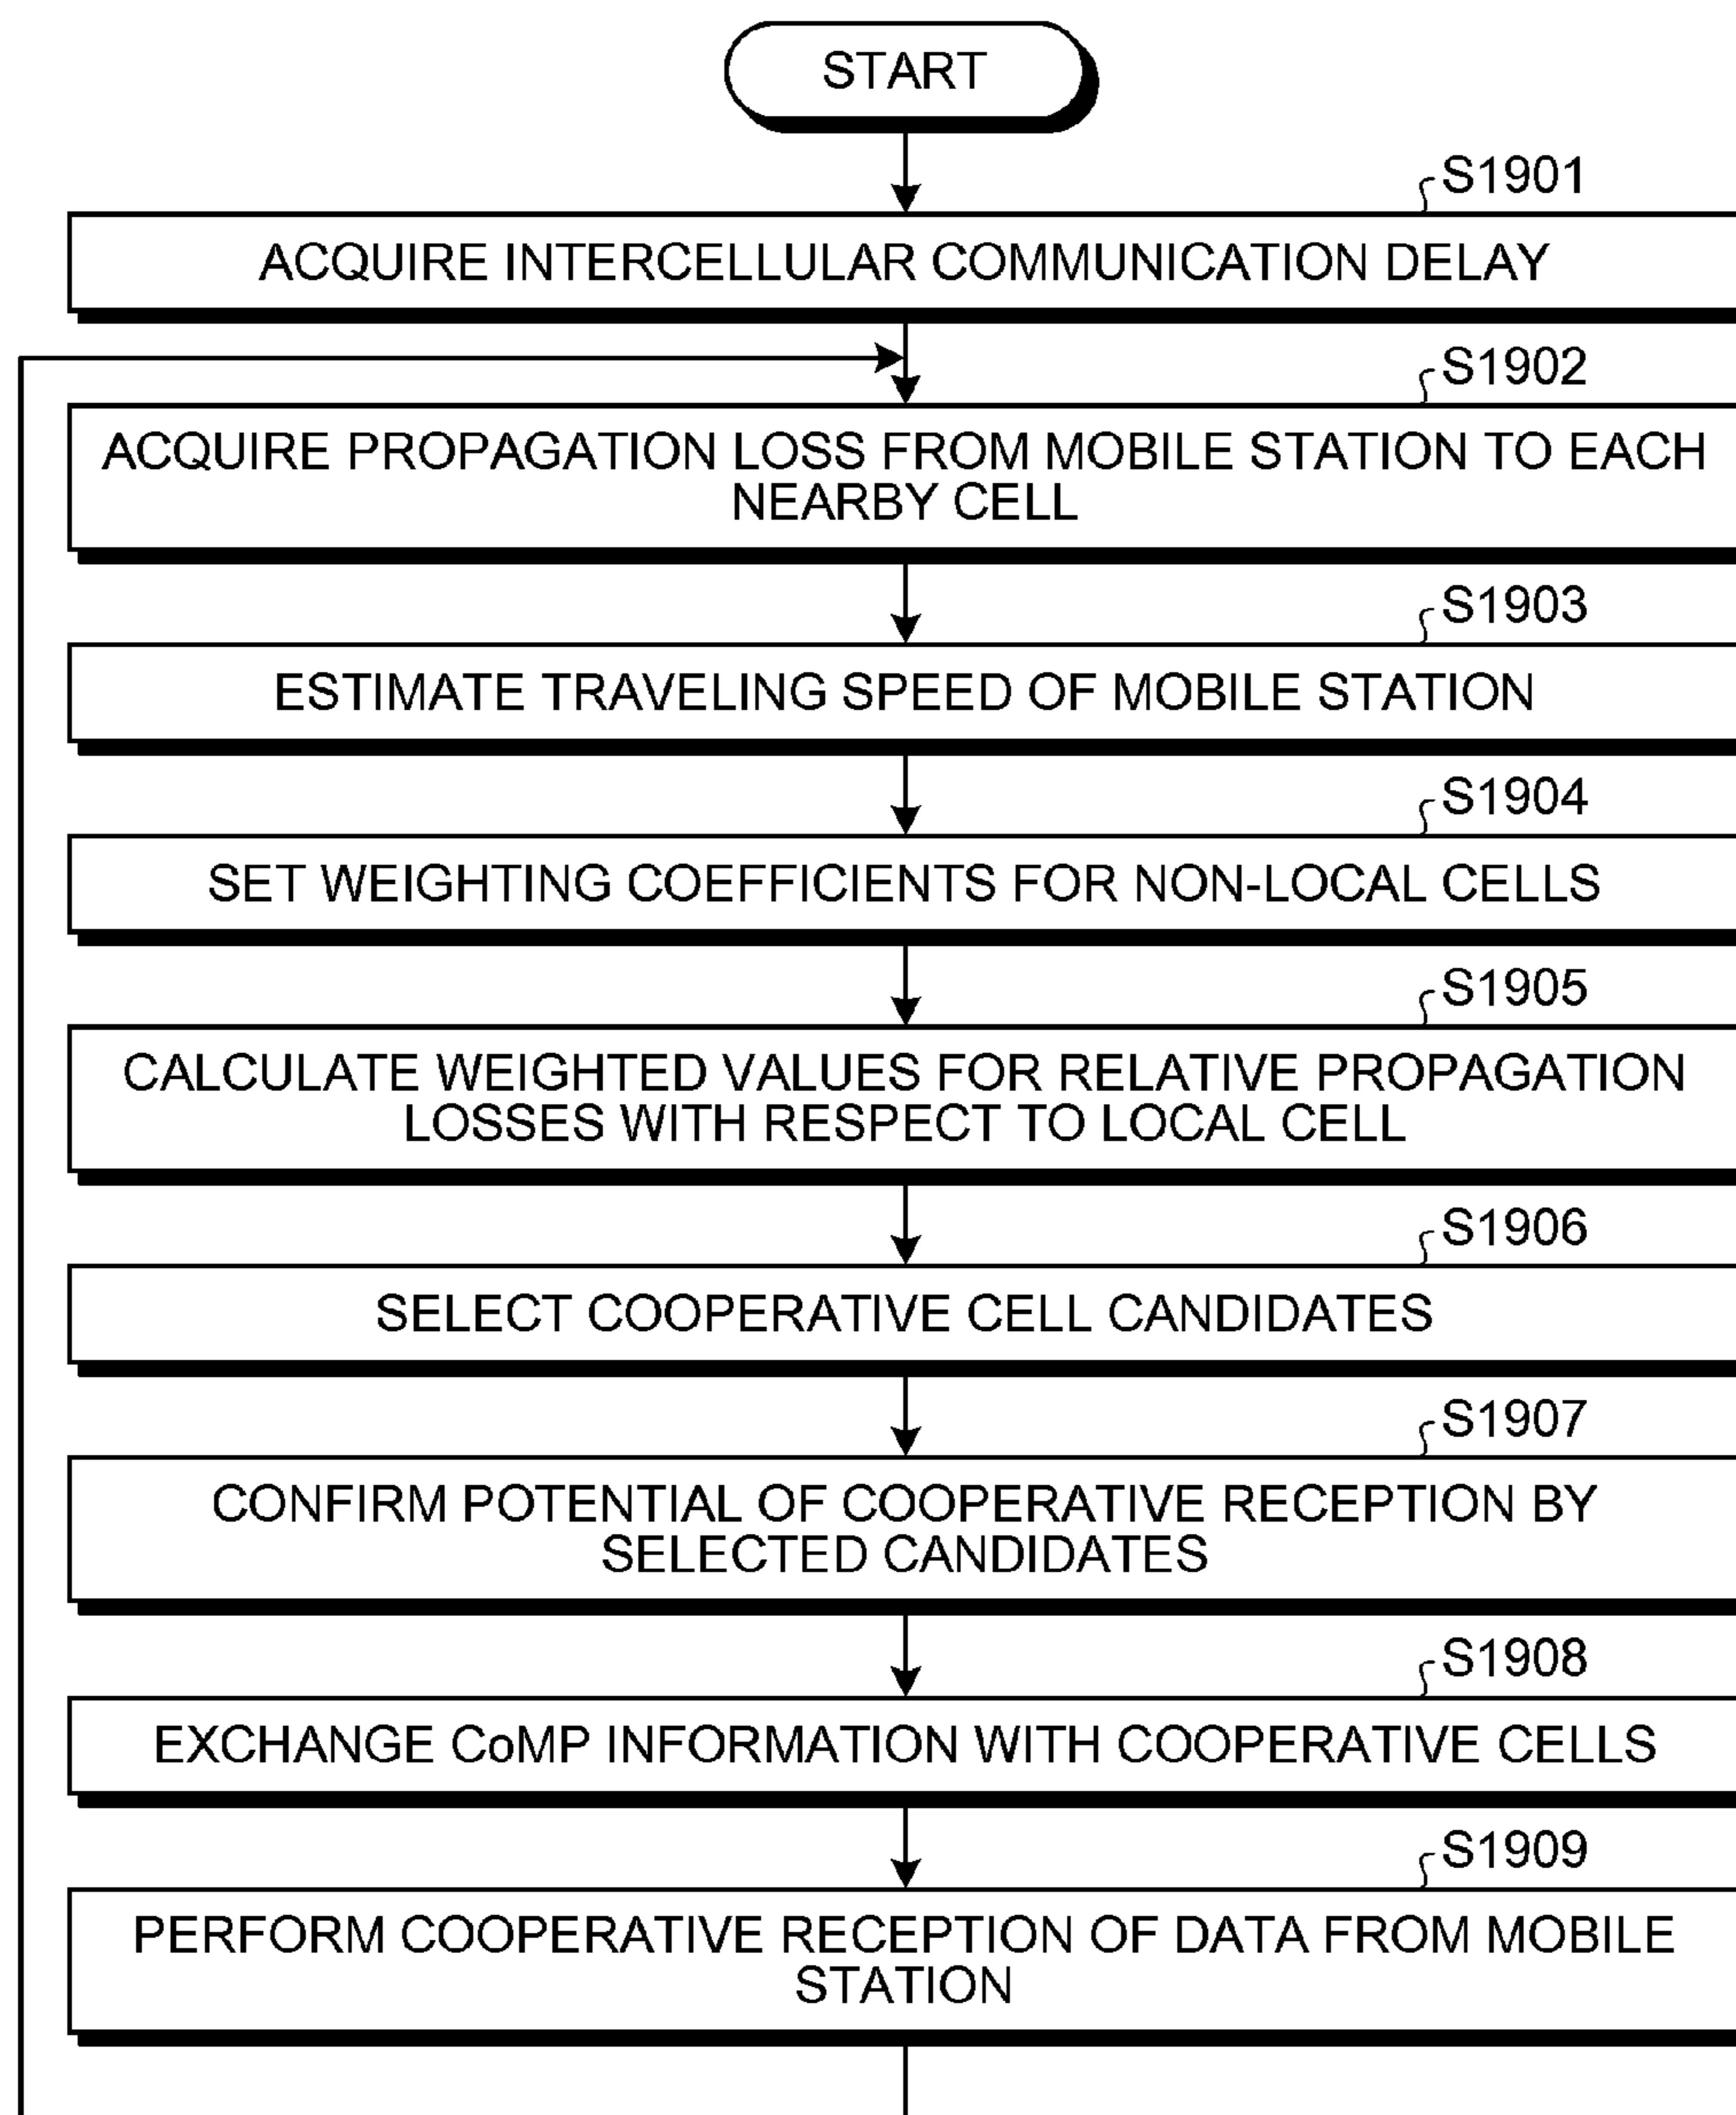 START
S1901
ACQUIRE INTERCELLULAR COMMUNICATION DELAY
S1902
ACQUIRE PROPAGATION LOSS FROM MOBILE STATION TO EACH
NEARBY CELL
S1903
ESTIMATE TRAVELING SPEED OF MOBILE STATION
S1904
SET WEIGHTING COEFFICIENTS FOR NON-LOCAL CELLS
S1905
CALCULATE WEIGHTED VALUES FOR RELATIVE PROPAGATION
LOSSES WITH RESPECT TO LOCAL CELL
S1906
SELECT COOPERATIVE CELL CANDIDATES
S1907
CONFIRM POTENTIAL OF COOPERATIVE RECEPTION BY
SELECTED CANDIDATES
S1908
EXCHANGE CoMP INFORMATION WITH COOPERATIVE CELLS
S1909
PERFORM COOPERATIVE RECEPTION OF DATA FROM MOBILE
STATION